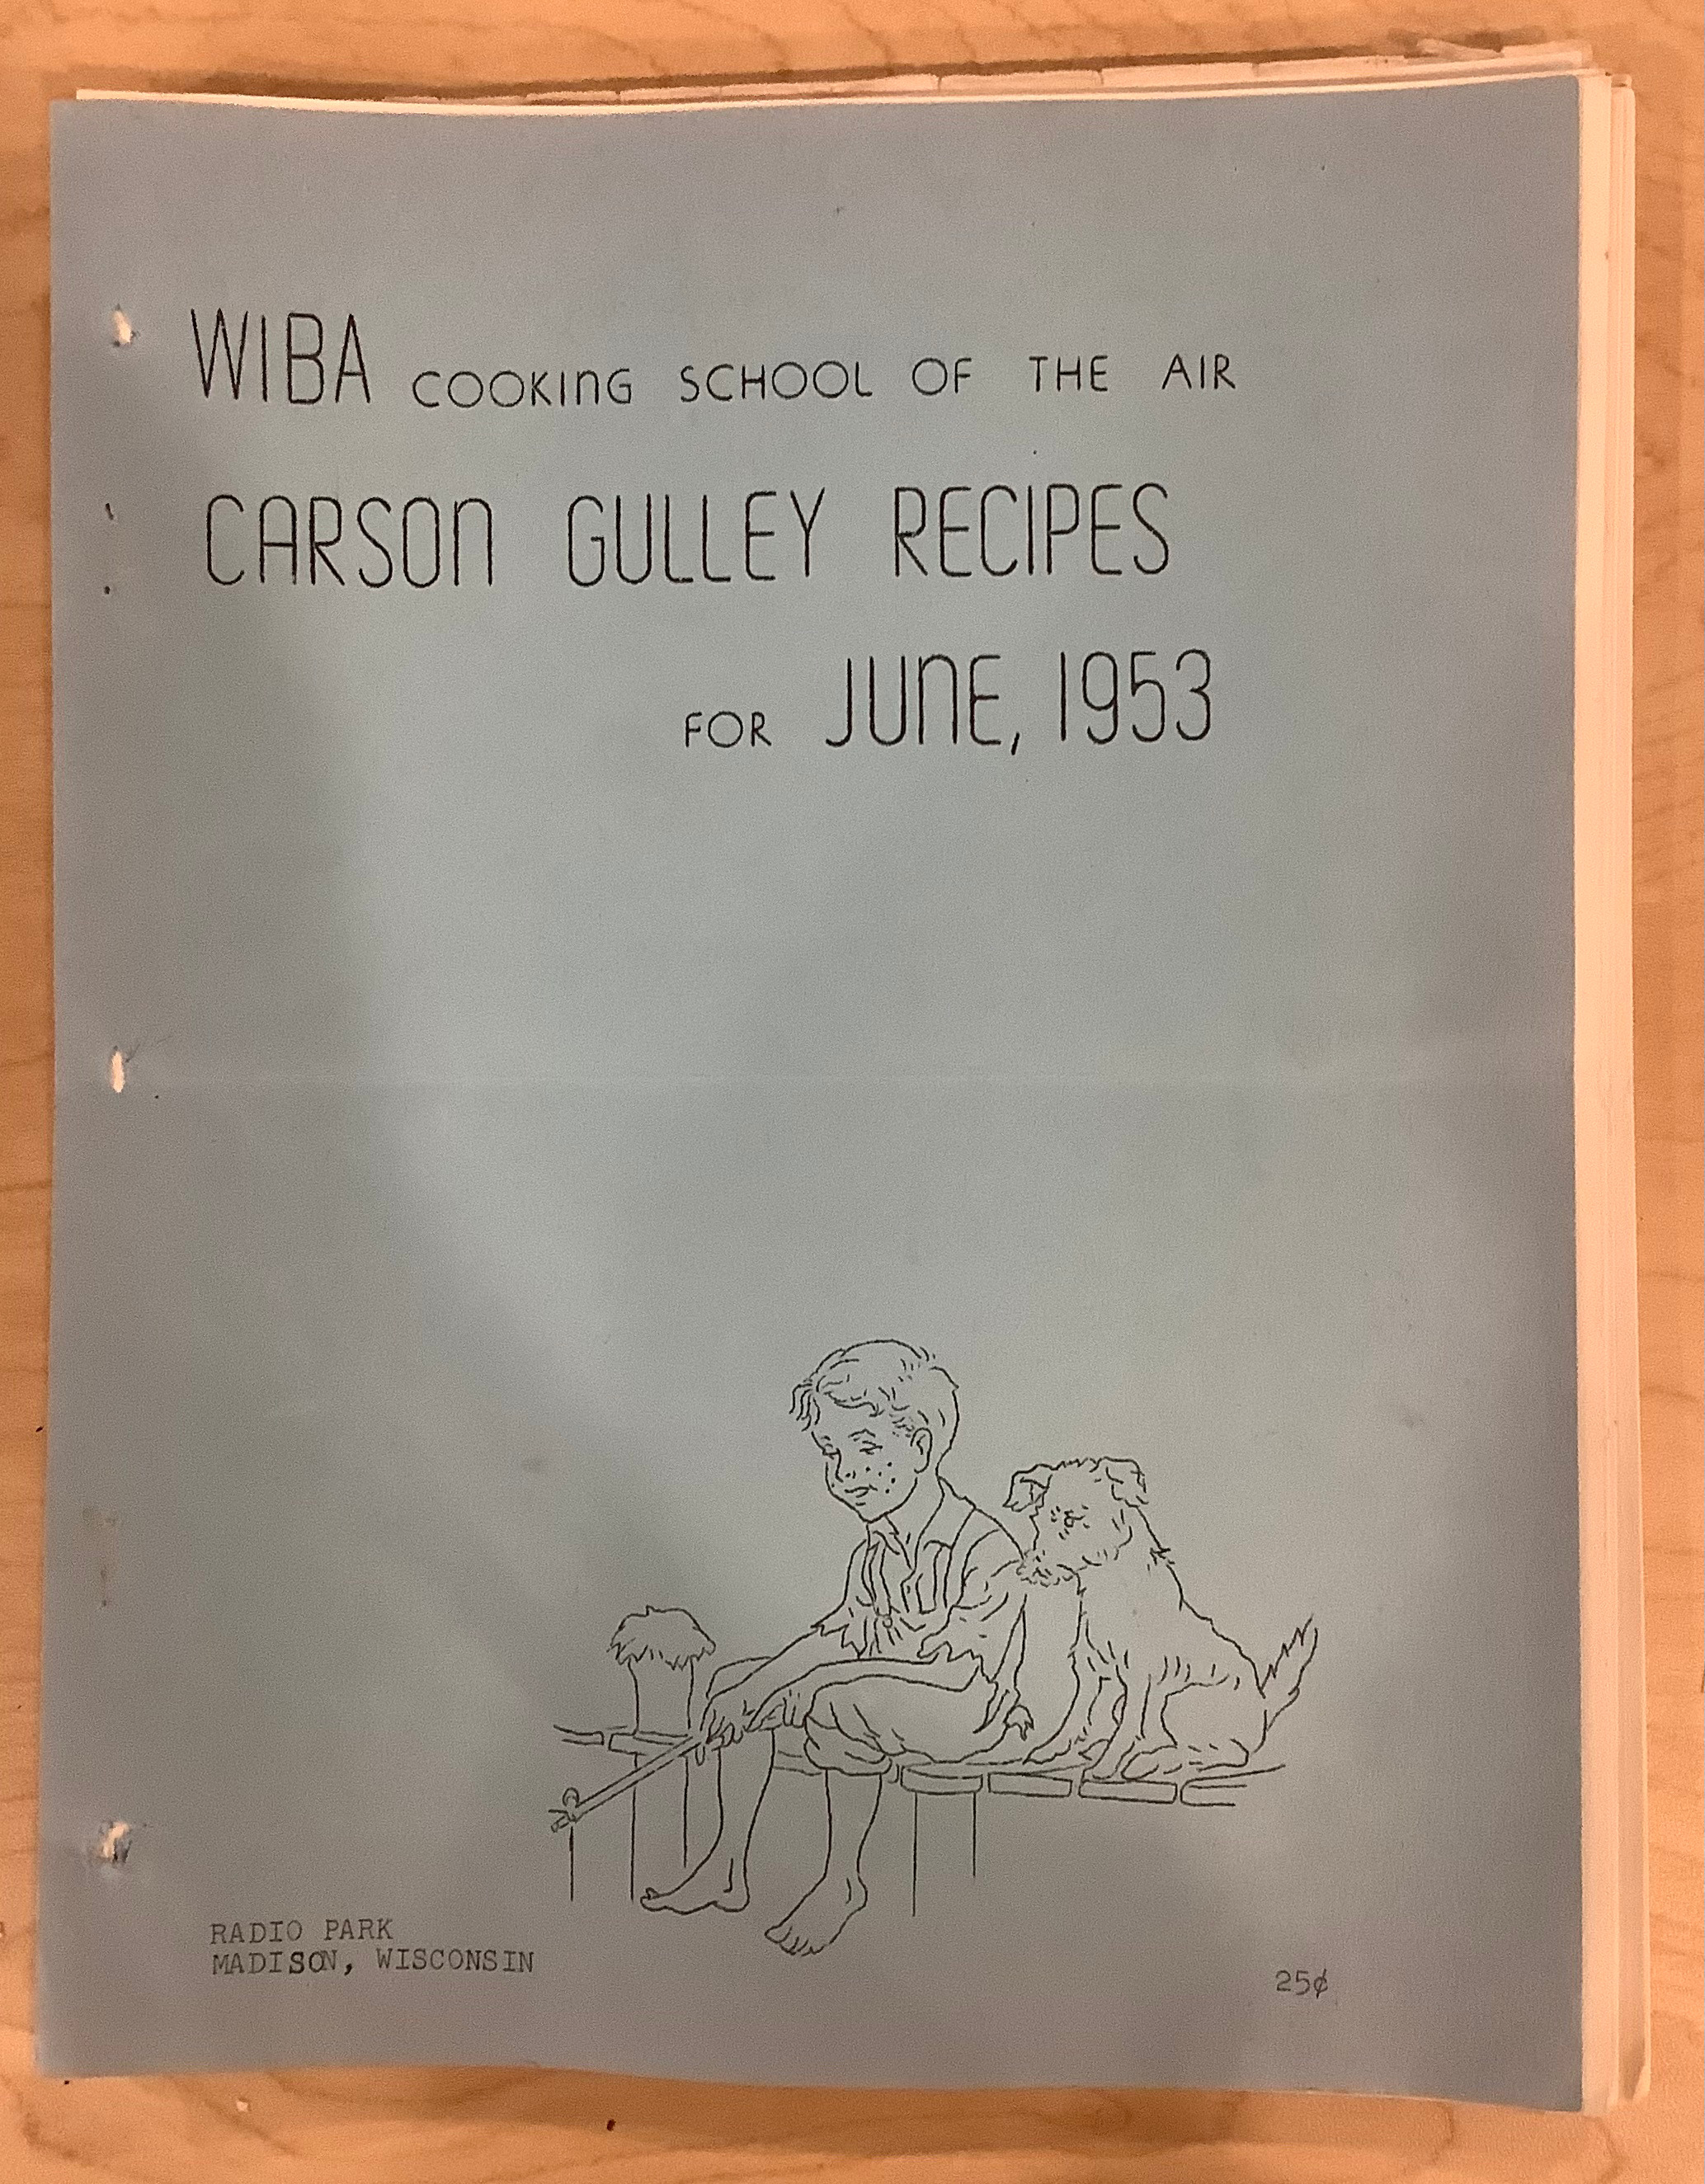 WIBA COOKING SCHOOL OF THE AIR
CARSON GULLEY RECIPES
FOR JUNE, 1953
RADIO PARK
MADISON, WISCONSIN
25¢